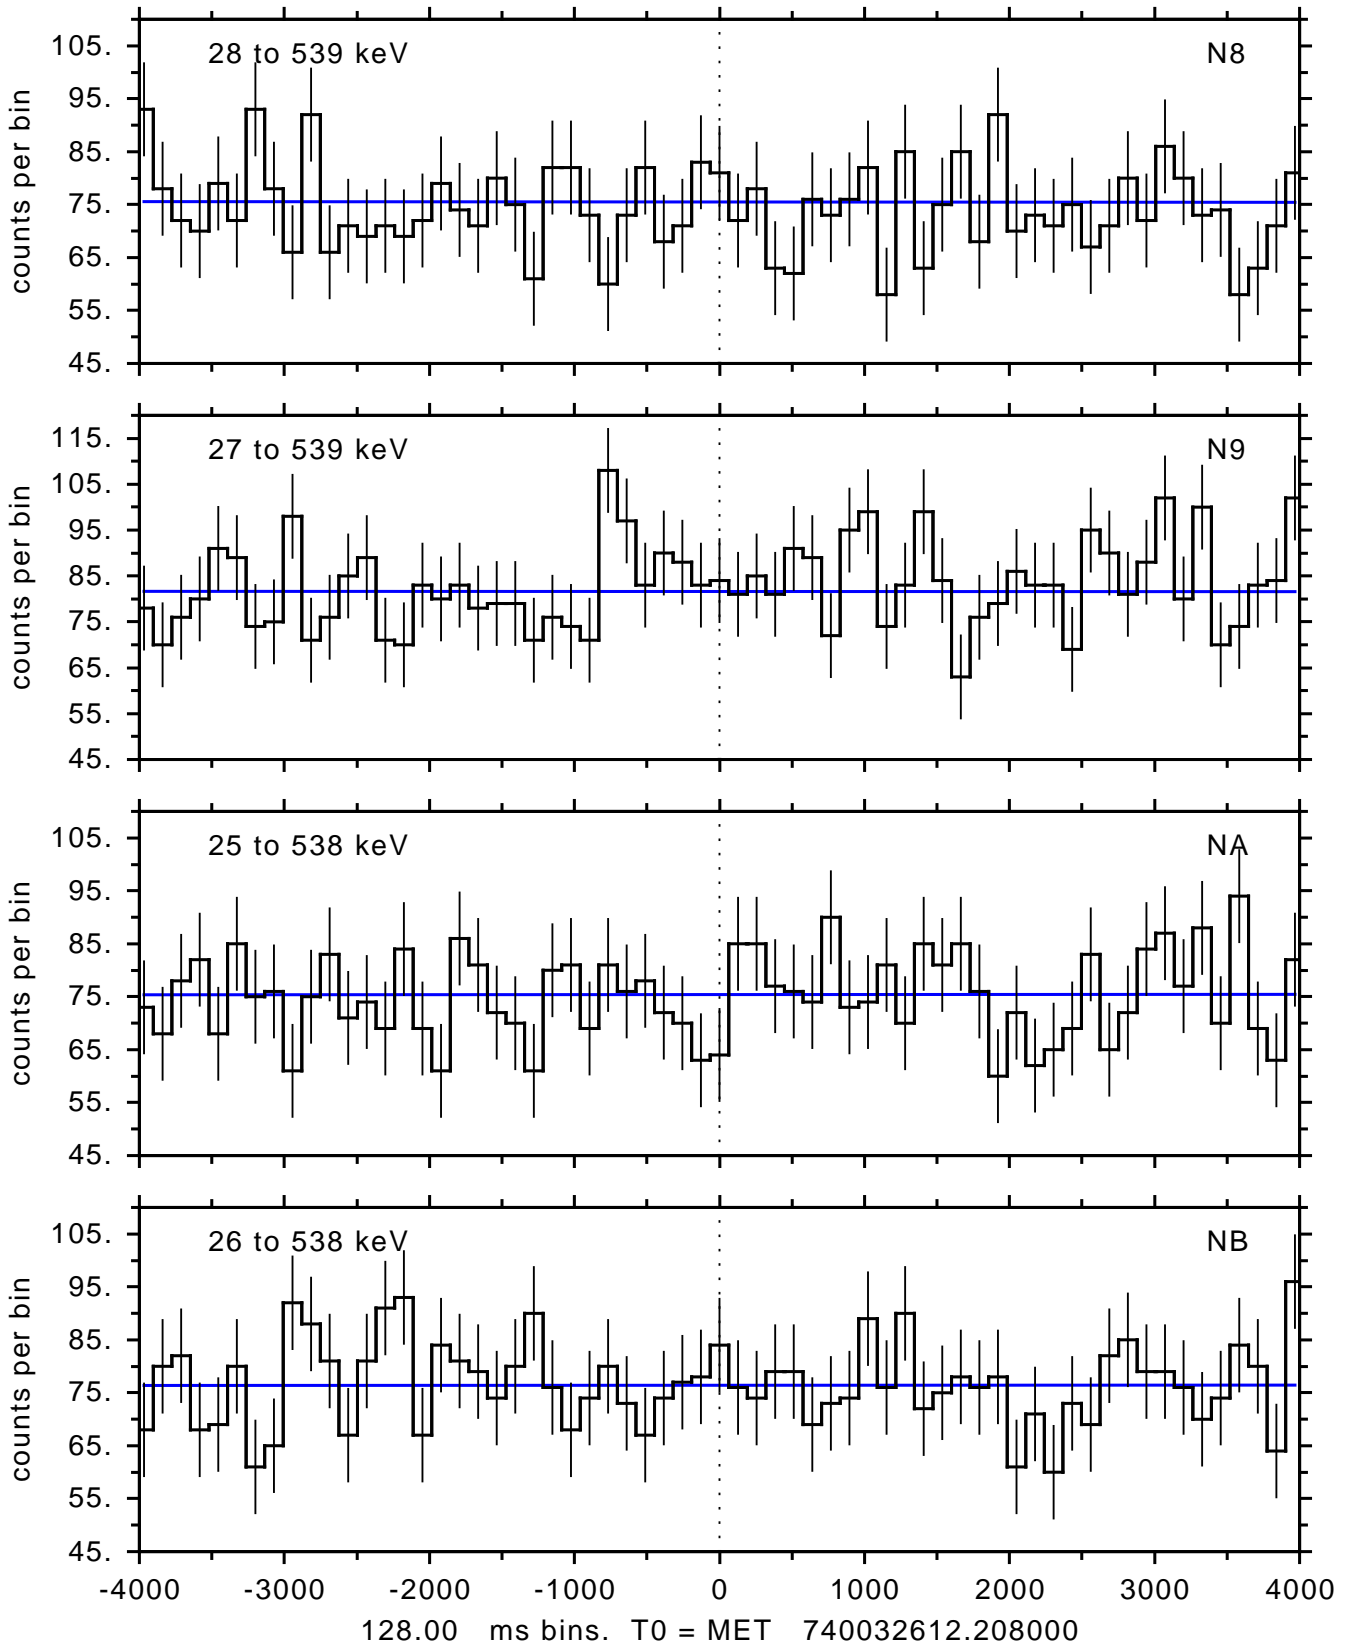 28 to 539 keV N8
105.
95.
85.
75.
65.
55.
45.
counts per bin
27 to 539 keV N9
115.
105.
95.
85.
75.
65.
55.
45.
counts per bin
25 to 538 keV NA
105.
95.
85.
75.
65.
55.
45.
counts per bin
26 to 538 keV NB
105.
95.
85.
75.
65.
55.
45.
counts per bin
-4000 -3000 -2000 -1000 0 1000 2000 3000 4000
128.00 ms bins. T0 = MET 740032612.208000